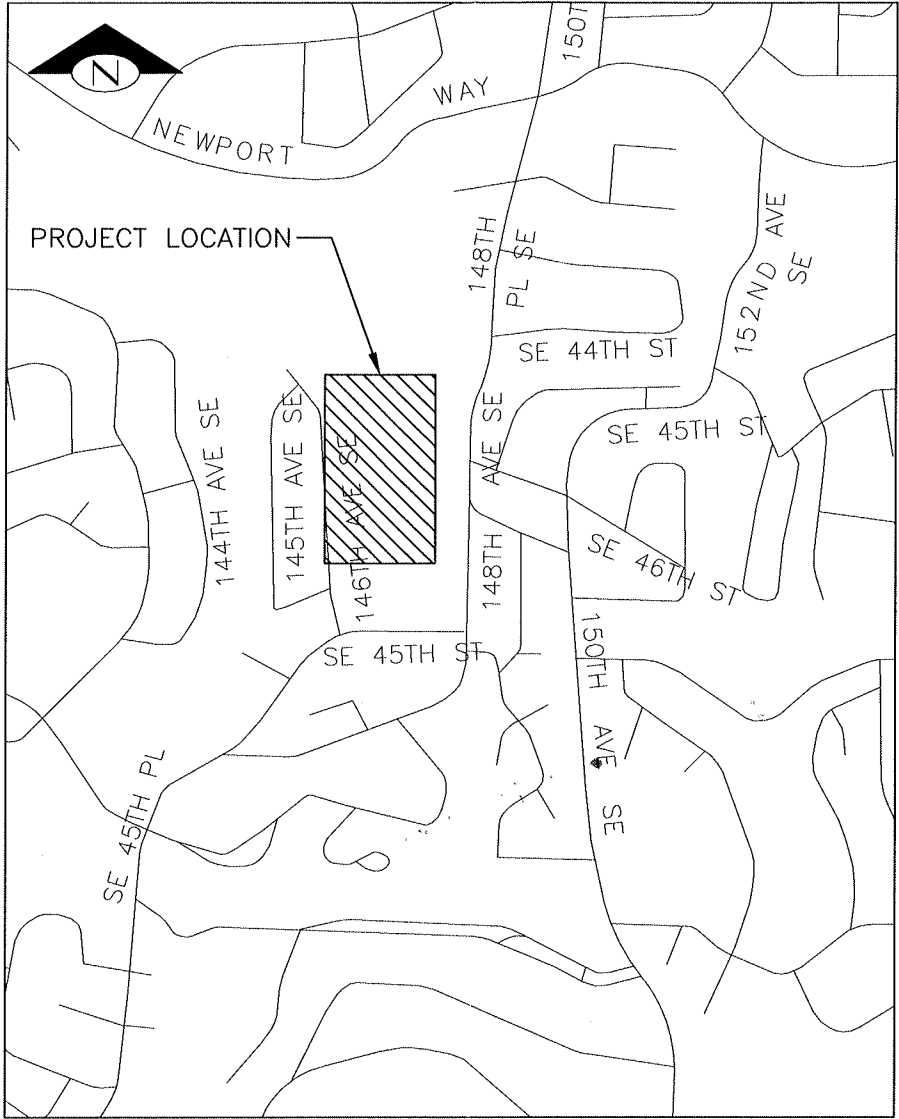 150T
N
WAY
NEWPORT
PROJECT LOCATION
148TH
PL SE
152ND AVE
SE
SE 44TH ST
144TH AVE SE
145TH AVE SE
146TH AVE SE
148TH AVE SE
SE 45TH ST
SE 46TH ST
SE 45TH ST
150TH AVE SE
SE 45TH PL